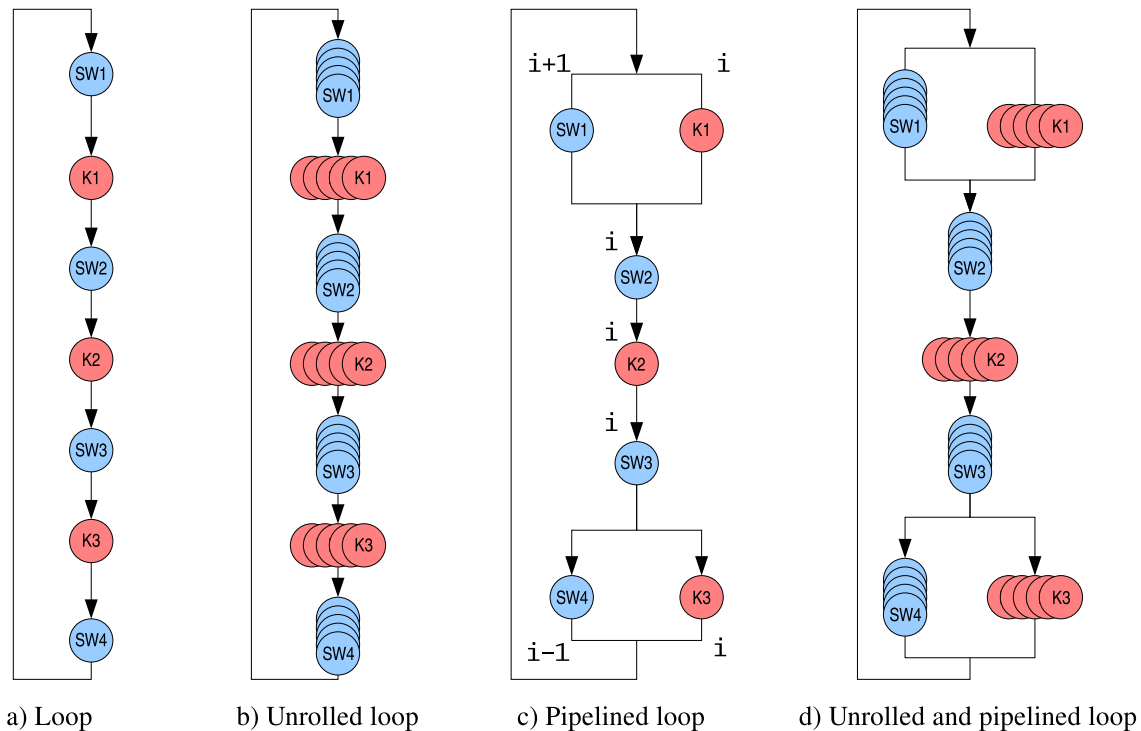 SW1
K1
SW2
K2
SW3
K3
SW4
a) Loop
SW1
K1
SW2
K2
SW3
K3
SW4
b) Unrolled loop
i+1 i
SW1 K1
i
SW2
i
K2
i
SW3
SW4 K3
i−1 i
c) Pipelined loop
SW1 K1
SW2
K2
SW3
SW4 K3
d) Unrolled and pipelined loop